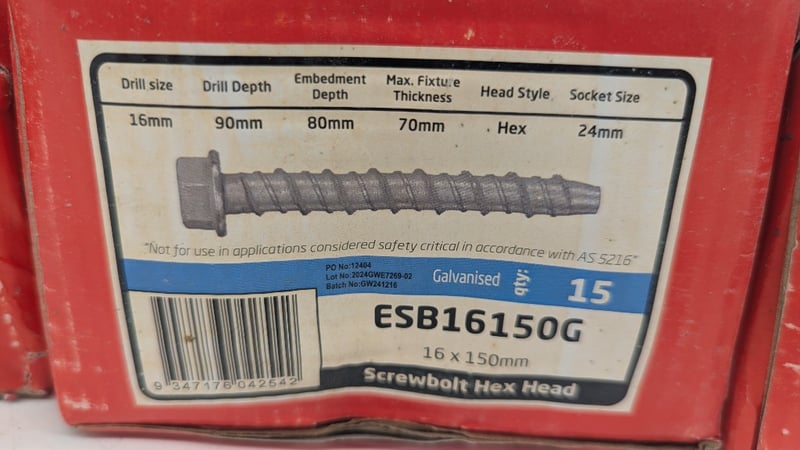 Drill size Drill Depth Embedment Depth Max. Fixture Thickness Head Style Socket Size
16mm 90mm 80mm 70mm Hex 24mm
"Not for use in applications considered safety critical in accordance with AS 5216"
PO No:12404
Lot No:2024GWE7269-02
Batch No:GW241216
Galvanised qty: 15
ESB16150G
16 x 150mm
Screwbolt Hex Head
9 347176 042542